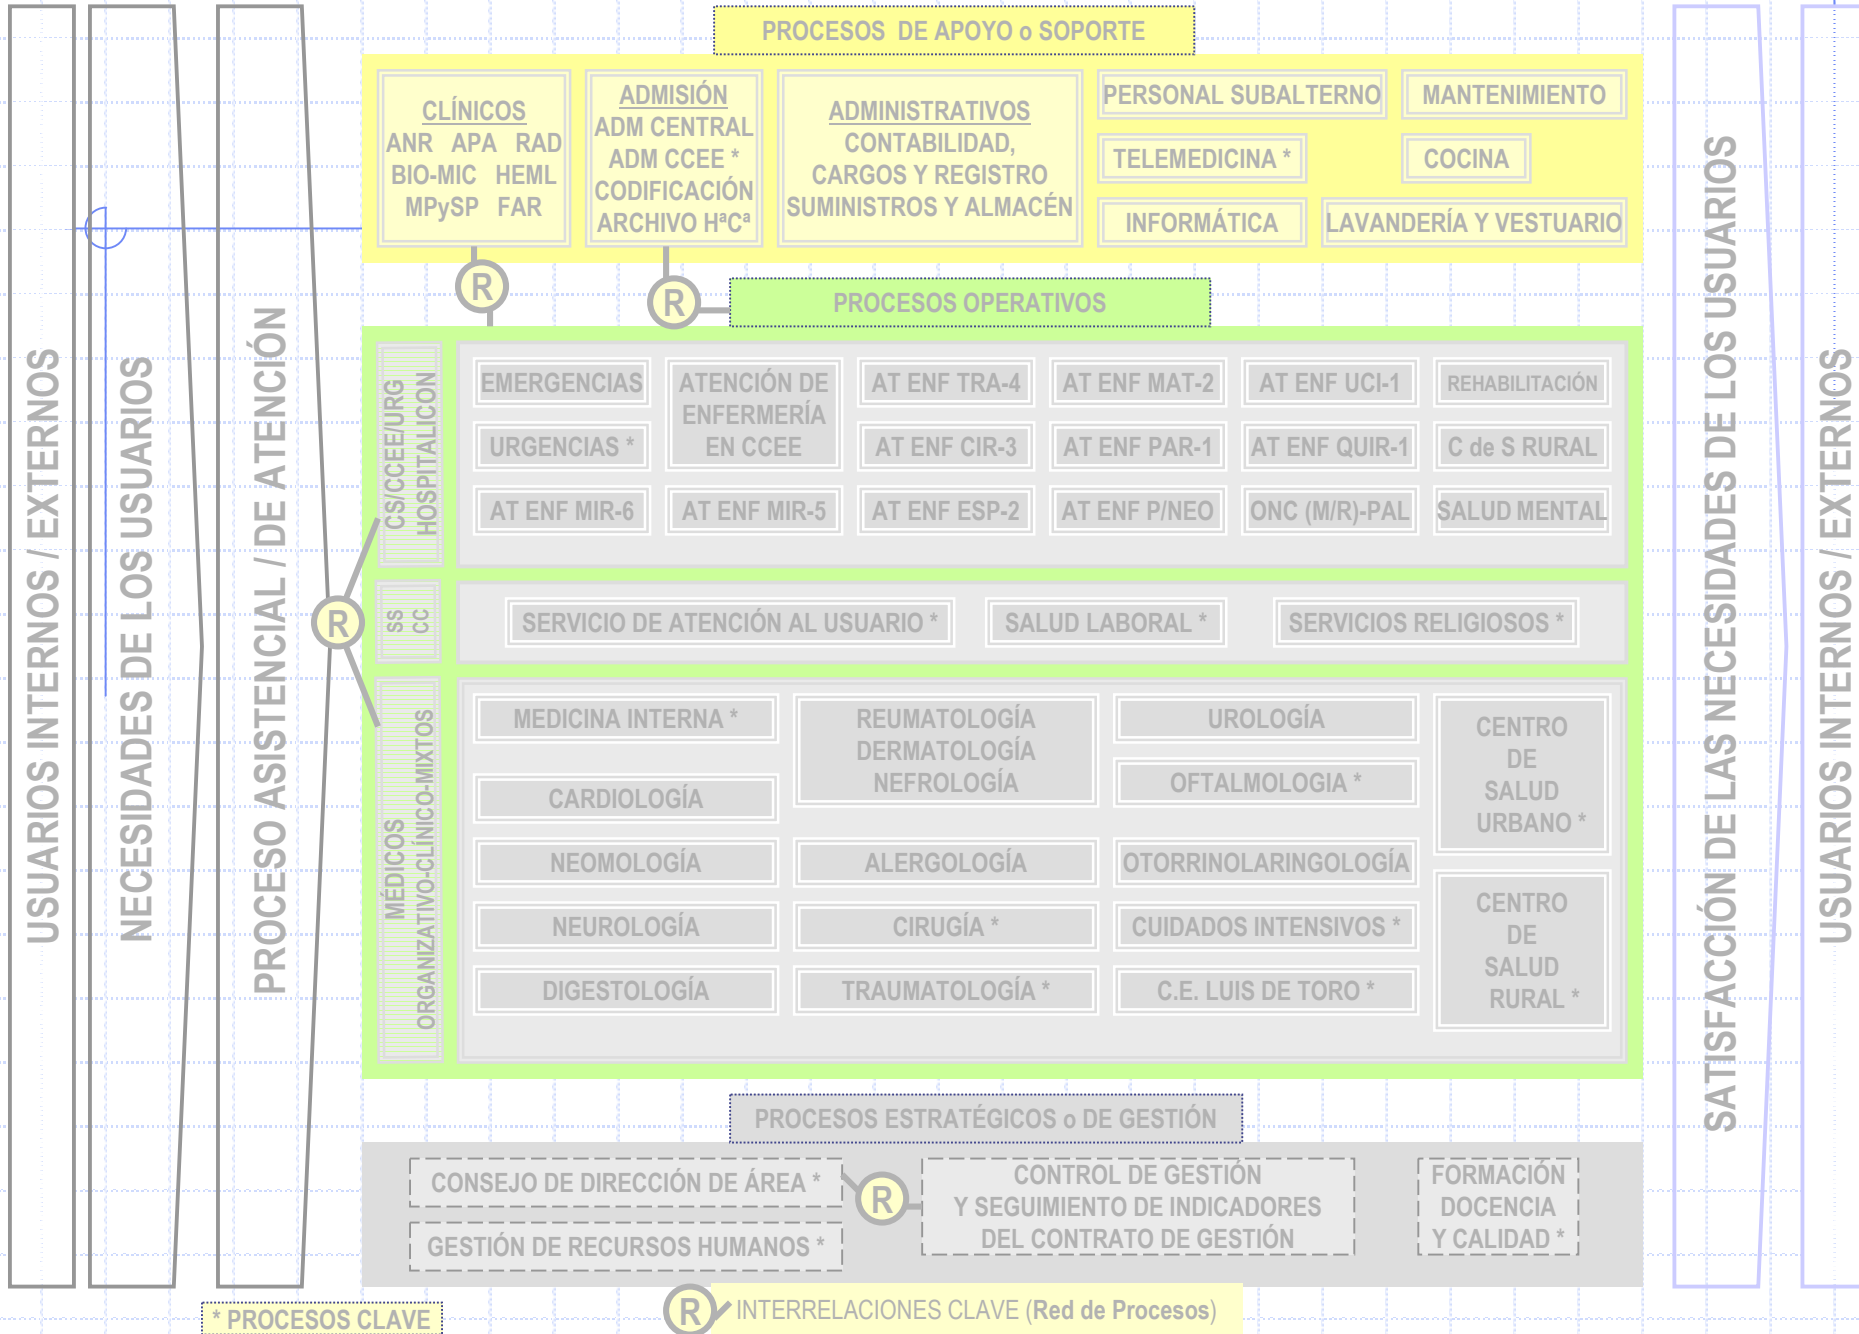 USUARIOS INTERNOS / EXTERNOS
NECESIDADES DE LOS USUARIOS
PROCESO ASISTENCIAL / DE ATENCIÓN
PROCESOS DE APOYO o SOPORTE
CLÍNICOS
ANR APA RAD
BIO-MIC HEML
MPySP FAR
ADMISIÓN
ADM CENTRAL
ADM CCEE *
CODIFICACIÓN
ARCHIVO HªCª
ADMINISTRATIVOS
CONTABILIDAD,
CARGOS Y REGISTRO
SUMINISTROS Y ALMACÉN
PERSONAL SUBALTERNO
MANTENIMIENTO
TELEMEDICINA *
COCINA
INFORMÁTICA
LAVANDERÍA Y VESTUARIO
R
R
PROCESOS OPERATIVOS
CS/CCEE/URG
HOSPITALICON
EMERGENCIAS
ATENCIÓN DE
ENFERMERÍA
EN CCEE
AT ENF TRA-4
AT ENF MAT-2
AT ENF UCI-1
REHABILITACIÓN
URGENCIAS *
AT ENF CIR-3
AT ENF PAR-1
AT ENF QUIR-1
C de S RURAL
AT ENF MIR-6
AT ENF MIR-5
AT ENF ESP-2
AT ENF P/NEO
ONC (M/R)-PAL
SALUD MENTAL
R
SS
CC
SERVICIO DE ATENCIÓN AL USUARIO *
SALUD LABORAL *
SERVICIOS RELIGIOSOS *
MÉDICOS
ORGANIZATIVO-CLÍNICO-MIXTOS
MEDICINA INTERNA *
REUMATOLOGÍA
DERMATOLOGÍA
NEFROLOGÍA
UROLOGÍA
CENTRO
DE
SALUD
URBANO *
CARDIOLOGÍA
OFTALMOLOGIA *
NEOMOLOGÍA
ALERGOLOGÍA
OTORRINOLARINGOLOGÍA
NEUROLOGÍA
CIRUGÍA *
CUIDADOS INTENSIVOS *
CENTRO
DE
SALUD
RURAL *
DIGESTOLOGÍA
TRAUMATOLOGÍA *
C.E. LUIS DE TORO *
PROCESOS ESTRATÉGICOS o DE GESTIÓN
CONSEJO DE DIRECCIÓN DE ÁREA *
R
CONTROL DE GESTIÓN
Y SEGUIMIENTO DE INDICADORES
DEL CONTRATO DE GESTIÓN
FORMACIÓN
DOCENCIA
Y CALIDAD *
GESTIÓN DE RECURSOS HUMANOS *
* PROCESOS CLAVE
R INTERRELACIONES CLAVE (Red de Procesos)
SATISFACCIÓN DE LAS NECESIDADES DE LOS USUARIOS
USUARIOS INTERNOS / EXTERNOS